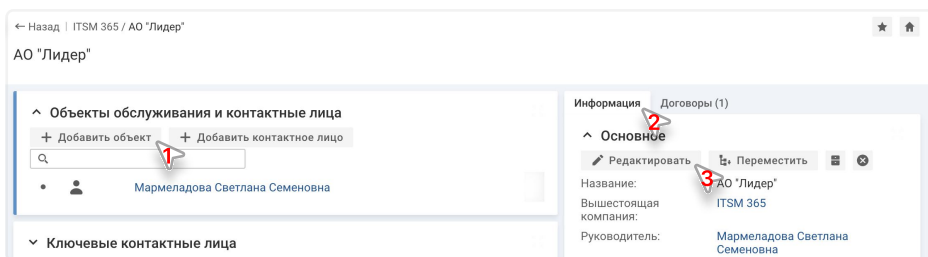 ← Назад | ITSM 365 / АО "Лидер"
АО "Лидер"
Объекты обслуживания и контактные лица
+ Добавить объект + Добавить контактное лицо
1
Мармеладова Светлана Семеновна
Ключевые контактные лица
Информация Договоры (1)
2
Основное
Редактировать Переместить
3
Название: АО "Лидер"
Вышестоящая компания: ITSM 365
Руководитель: Мармеладова Светлана
Семеновна